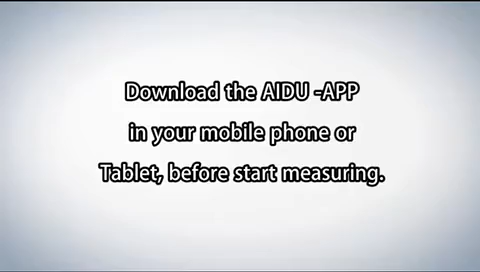 Download the AIDU -APP
in your mobile phone or
Tablet, before start measuring.